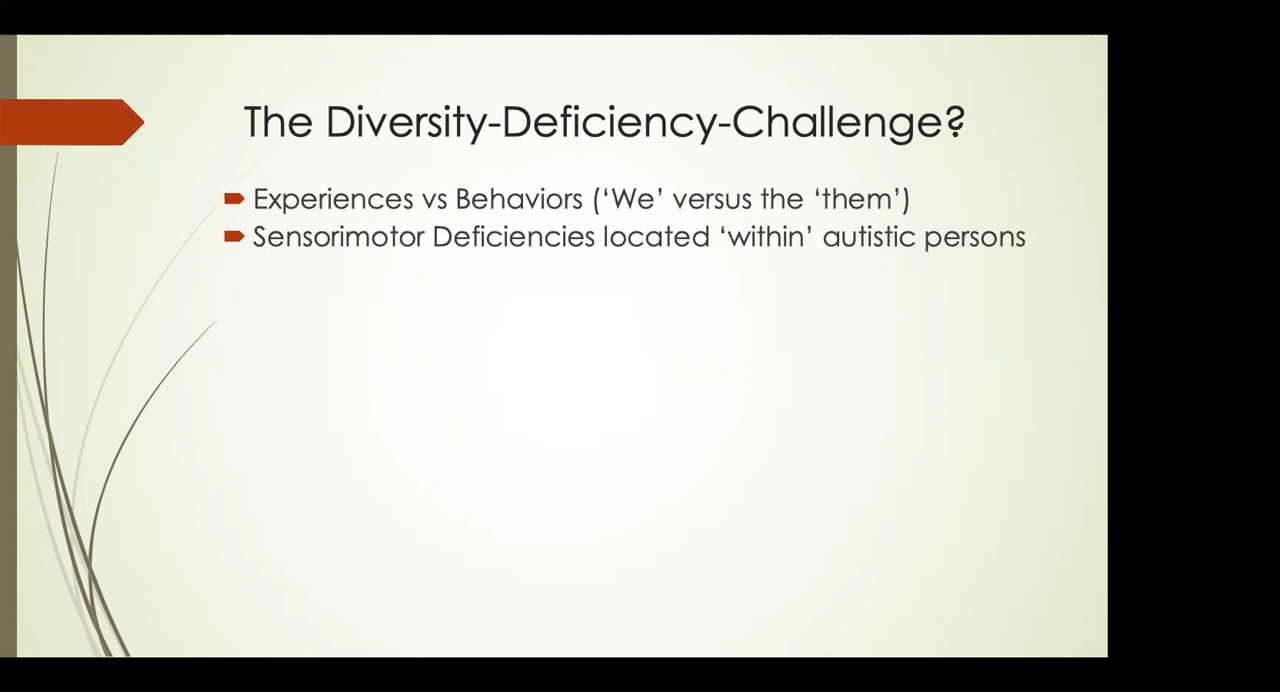 The Diversity-Deficiency-Challenge?
Experiences vs Behaviors (‘We’ versus the ‘them’)
Sensorimotor Deficiencies located ‘within’ autistic persons